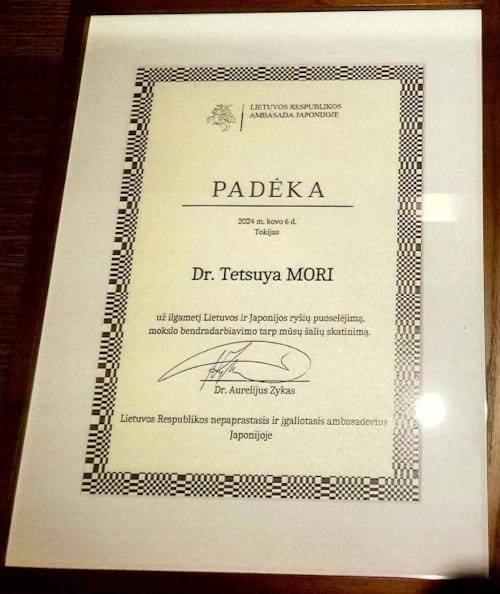 LIETUVOS RESPUBLIKOS
AMBASADA JAPONIJOJE
PADĖKA
2024 m. kovo 6 d.
Tokijas
Dr. Tetsuya MORI
už ilgametį Lietuvos ir Japonijos ryšių puoselėjimą,
mokslo bendradarbiavimo tarp mūsų šalių skatinimą.
Dr. Aurelijus Zykas
Lietuvos Respublikos nepaprastasis ir įgaliotasis ambasadorius
Japonijoje